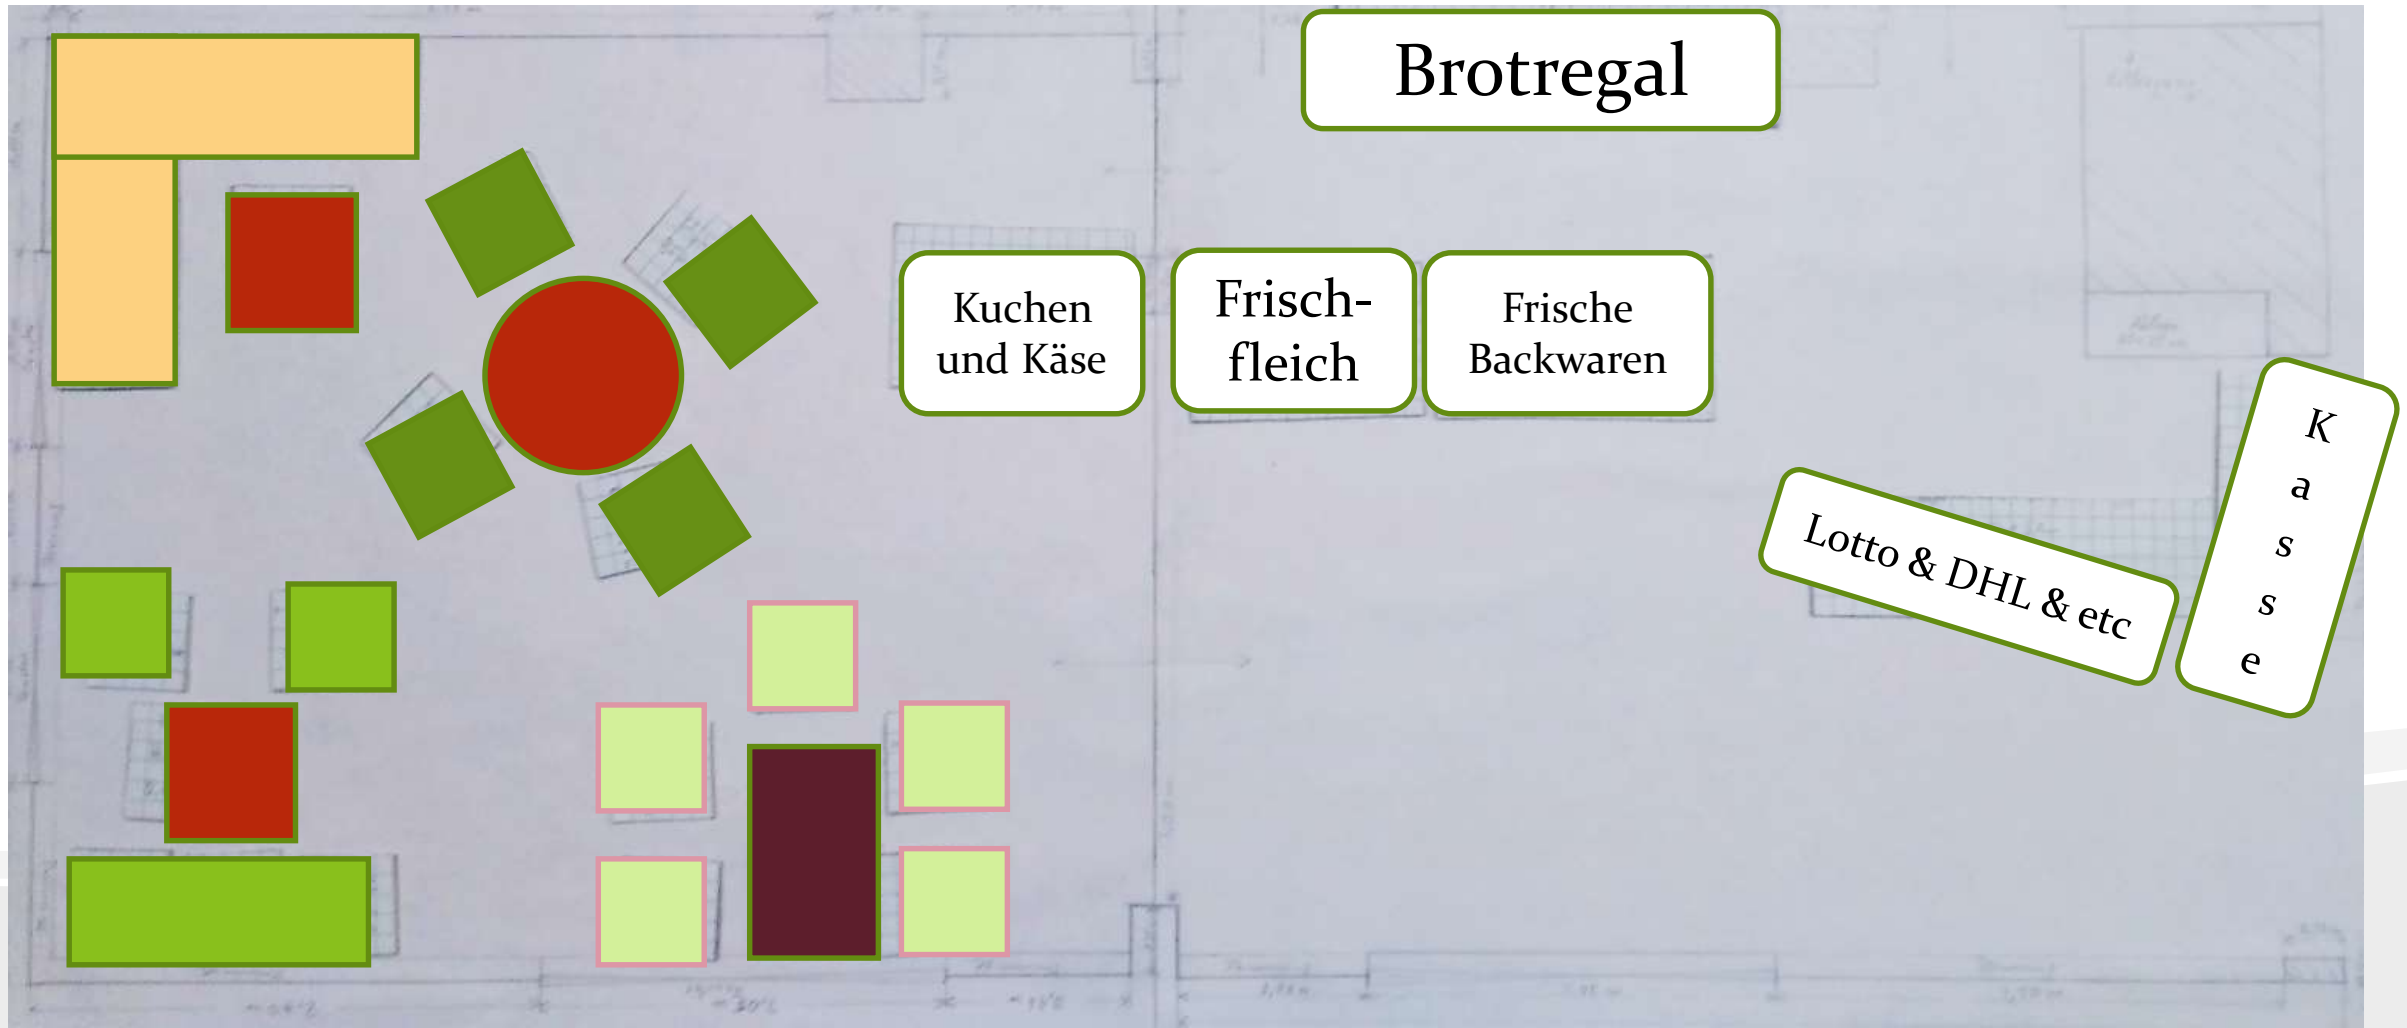 Brotregal
Kuchen
und Käse
Frisch-
fleich
Frische
Backwaren
Lotto & DHL & etc
K
a
s
s
e